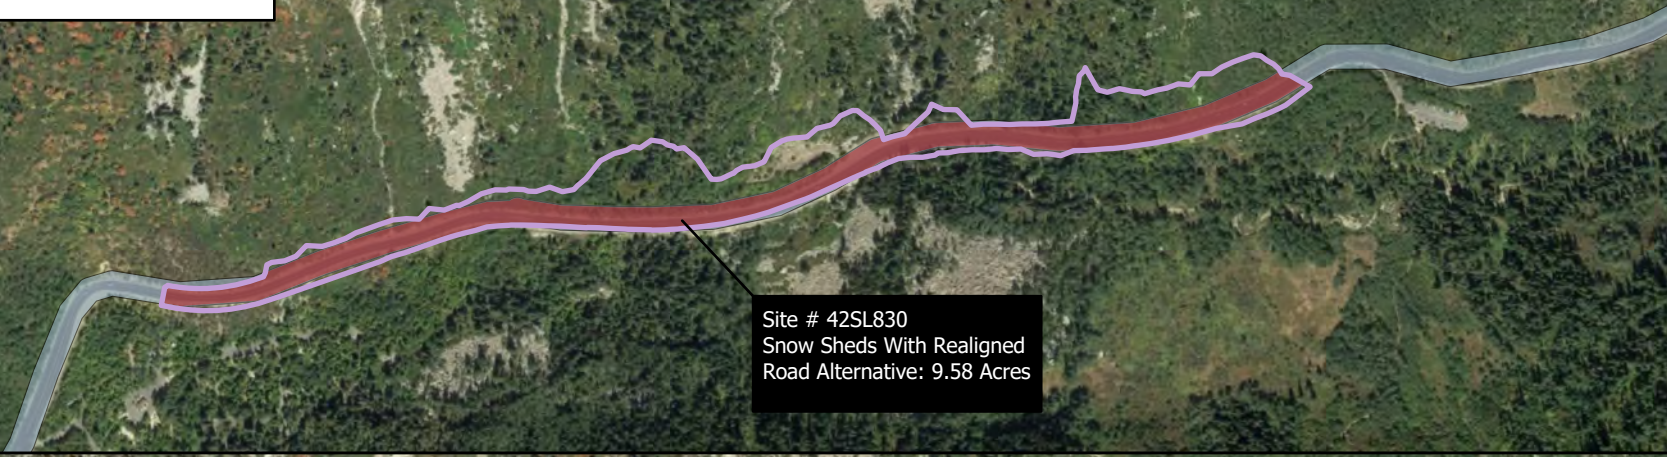 Site # 42SL830
Snow Sheds With Realigned
Road Alternative: 9.58 Acres